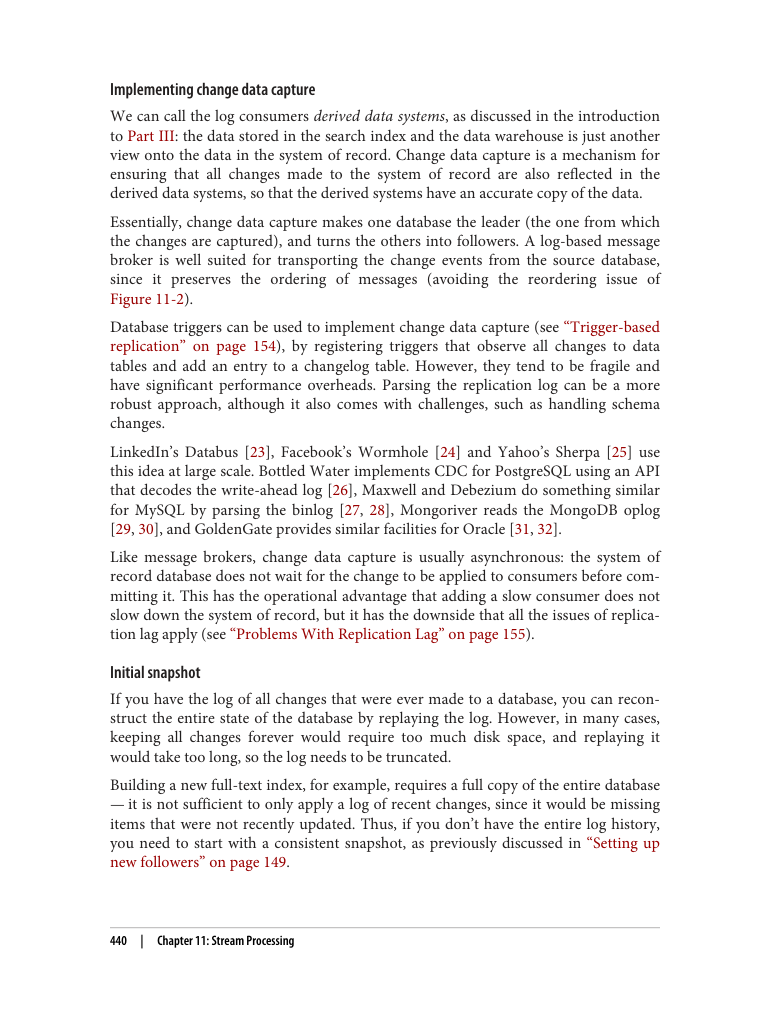 Implementing change data capture
We can call the log consumers derived data systems, as discussed in the introduction
to Part III: the data stored in the search index and the data warehouse is just another
view onto the data in the system of record. Change data capture is a mechanism for
ensuring that all changes made to the system of record are also reflected in the
derived data systems, so that the derived systems have an accurate copy of the data.
Essentially, change data capture makes one database the leader (the one from which
the changes are captured), and turns the others into followers. A log-based message
broker is well suited for transporting the change events from the source database,
since it preserves the ordering of messages (avoiding the reordering issue of
Figure 11-2).
Database triggers can be used to implement change data capture (see “Trigger-based
replication” on page 154), by registering triggers that observe all changes to data
tables and add an entry to a changelog table. However, they tend to be fragile and
have significant performance overheads. Parsing the replication log can be a more
robust approach, although it also comes with challenges, such as handling schema
changes.
LinkedIn’s Databus [23], Facebook’s Wormhole [24] and Yahoo’s Sherpa [25] use
this idea at large scale. Bottled Water implements CDC for PostgreSQL using an API
that decodes the write-ahead log [26], Maxwell and Debezium do something similar
for MySQL by parsing the binlog [27, 28], Mongoriver reads the MongoDB oplog
[29, 30], and GoldenGate provides similar facilities for Oracle [31, 32].
Like message brokers, change data capture is usually asynchronous: the system of
record database does not wait for the change to be applied to consumers before com-
mitting it. This has the operational advantage that adding a slow consumer does not
slow down the system of record, but it has the downside that all the issues of replica-
tion lag apply (see “Problems With Replication Lag” on page 155).
Initial snapshot
If you have the log of all changes that were ever made to a database, you can recon-
struct the entire state of the database by replaying the log. However, in many cases,
keeping all changes forever would require too much disk space, and replaying it
would take too long, so the log needs to be truncated.
Building a new full-text index, for example, requires a full copy of the entire database
— it is not sufficient to only apply a log of recent changes, since it would be missing
items that were not recently updated. Thus, if you don’t have the entire log history,
you need to start with a consistent snapshot, as previously discussed in “Setting up
new followers” on page 149.
440 | Chapter 11: Stream Processing